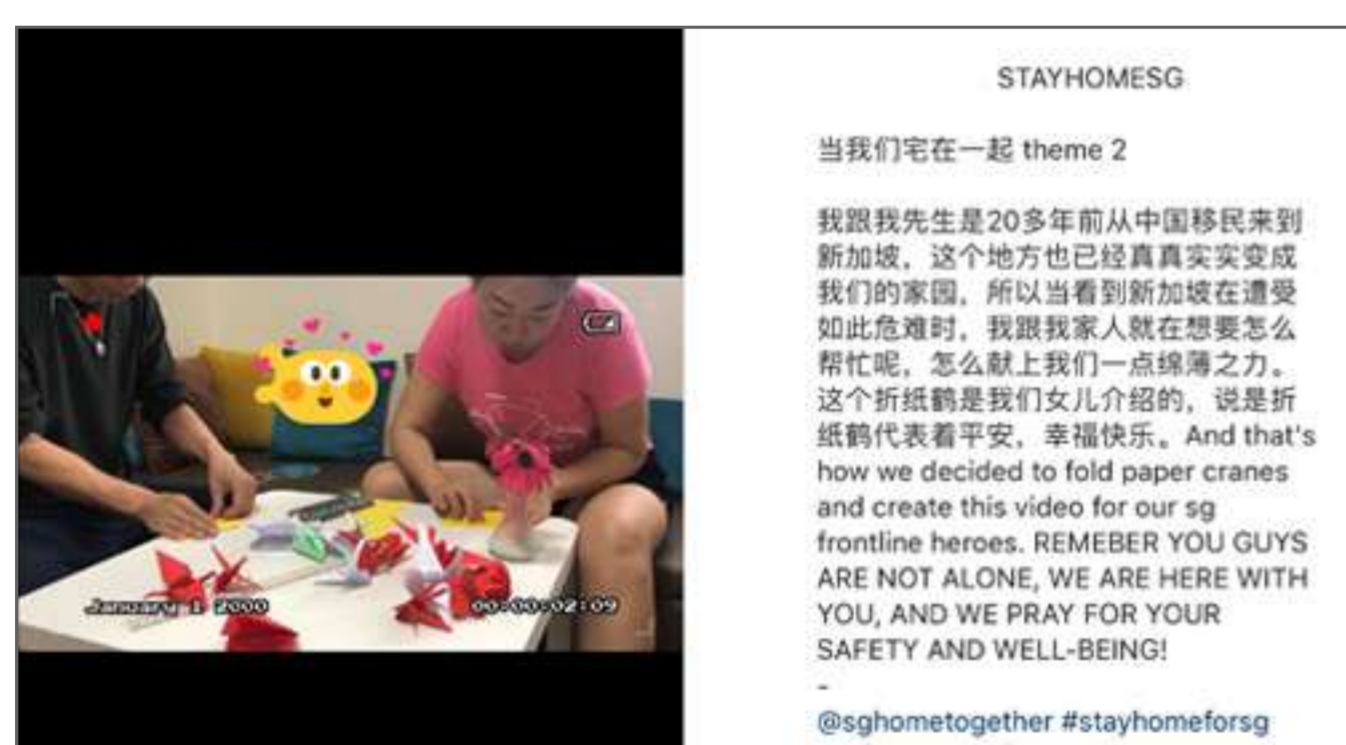 STAYHOMESG
当我们宅在一起 theme 2
我跟我先生是20多年前从中国移民来到
新加坡，这个地方也已经真真实实变成
我们的家园，所以当看到新加坡在遭受
如此危难时，我跟我家人就在想要怎么
帮忙呢，怎么献上我们一点绵薄之力。
这个折纸鹤是我们女儿介绍的，说是折
纸鹤代表着平安，幸福快乐。And that's
how we decided to fold paper cranes
and create this video for our sg
frontline heroes. REMEBER YOU GUYS
ARE NOT ALONE, WE ARE HERE WITH
YOU, AND WE PRAY FOR YOUR
SAFETY AND WELL-BEING!
-
@sghometogether #stayhomeforsg
January 1 2000
00:00:02:09